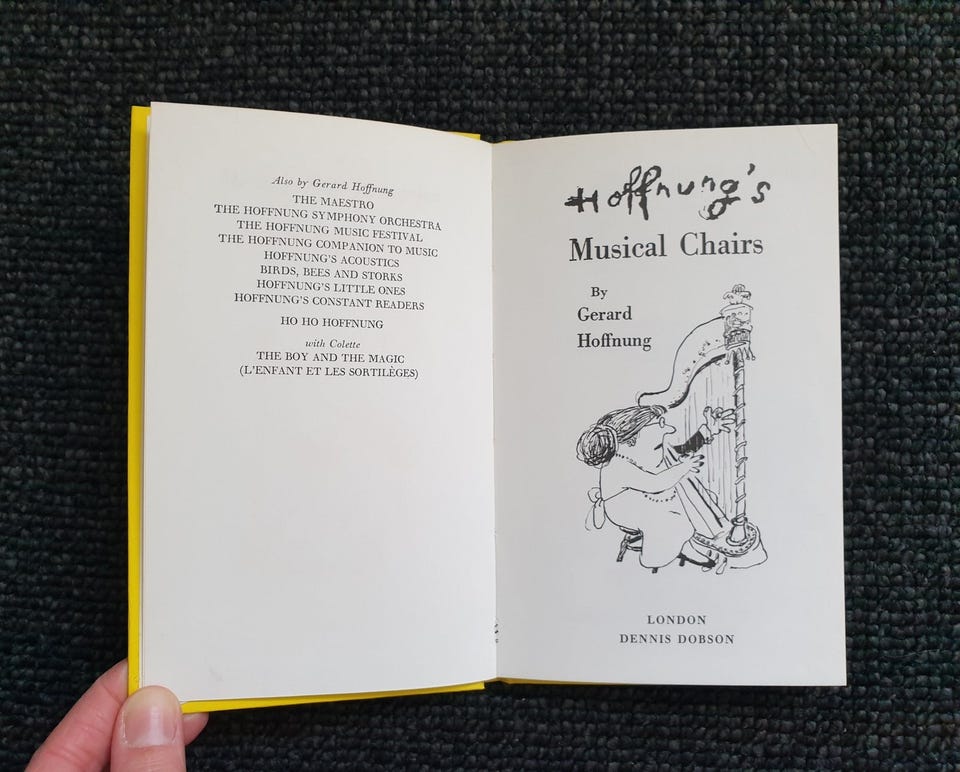 Also by Gerard Hoffnung
THE MAESTRO
THE HOFFNUNG SYMPHONY ORCHESTRA
THE HOFFNUNG MUSIC FESTIVAL
THE HOFFNUNG COMPANION TO MUSIC
HOFFNUNG'S ACOUSTICS
BIRDS, BEES AND STORKS
HOFFNUNG'S LITTLE ONES
HOFFNUNG'S CONSTANT READERS
HO HO HOFFNUNG
with Colette
THE BOY AND THE MAGIC
(L'ENFANT ET LES SORTILÈGES)
Hoffnung's
Musical Chairs
By
Gerard
Hoffnung
LONDON
DENNIS DOBSON